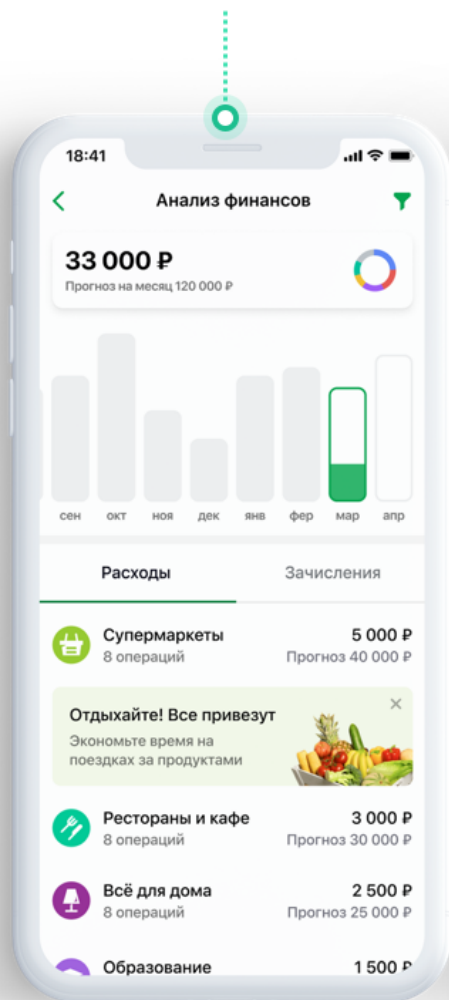 18:41
Анализ финансов
33 000 ₽
Прогноз на месяц 120 000 ₽
сен окт ноя дек янв фер мар апр
Расходы Зачисления
Супермаркеты 5 000 ₽
8 операций Прогноз 40 000 ₽
Отдыхайте! Все привезут
Экономьте время на
поездках за продуктами
Рестораны и кафе 3 000 ₽
8 операций Прогноз 30 000 ₽
Всё для дома 2 500 ₽
8 операций Прогноз 25 000 ₽
Образование 1 500 ₽